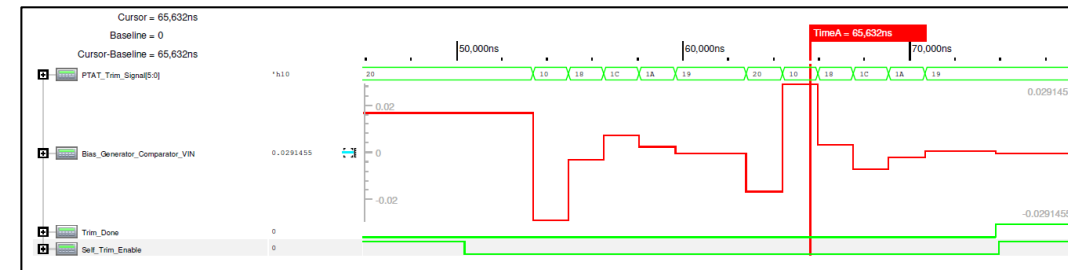 Cursor = 65,632ns
Baseline = 0
Cursor-Baseline = 65,632ns
TimeA = 65,632ns
50,000ns 60,000ns 70,000ns
PTAT_Trim_Signal[5:0] 'h10 20 10 18 1C 1A 19 20 10 18 1C 1A 19
0.0291455
0.02
Bias_Generator_Comparator_VIN 0.0291455 0
-0.02
-0.0291455
Trim_Done 0
Self_Trim_Enable 0